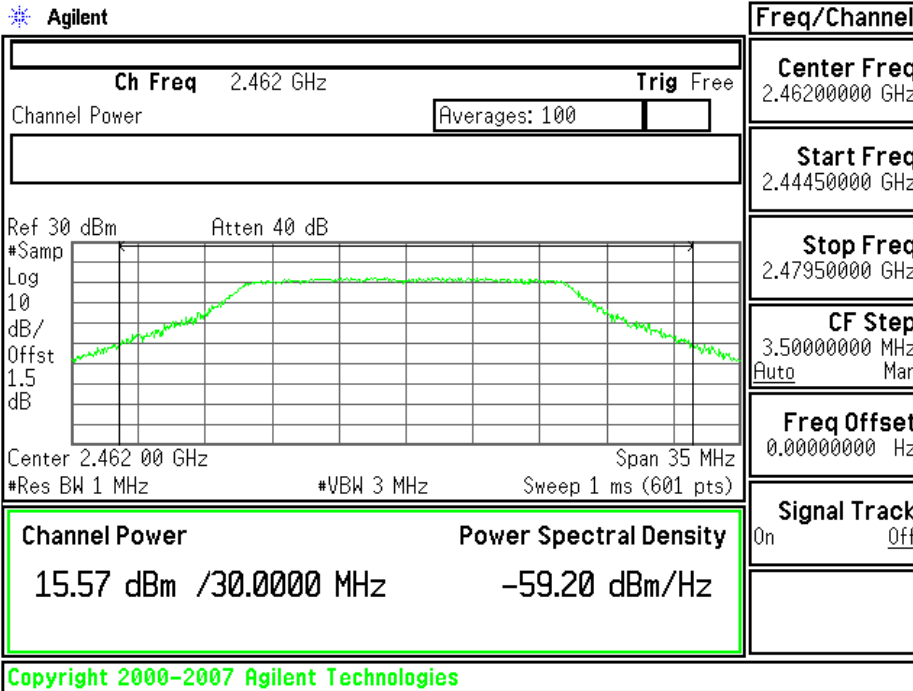 Agilent
Freq/Channel
Ch Freq 2.462 GHz Trig Free
Channel Power Averages: 100
Ref 30 dBm Atten 40 dB
#Samp
Log
10
dB/
Offst
1.5
dB
Center 2.462 00 GHz Span 35 MHz
#Res BW 1 MHz #VBW 3 MHz Sweep 1 ms (601 pts)
Channel Power Power Spectral Density
15.57 dBm /30.0000 MHz -59.20 dBm/Hz
Center Freq
2.46200000 GHz
Start Freq
2.44450000 GHz
Stop Freq
2.47950000 GHz
CF Step
3.50000000 MHz
Auto Man
Freq Offset
0.00000000 Hz
Signal Track
On Off
Copyright 2000-2007 Agilent Technologies